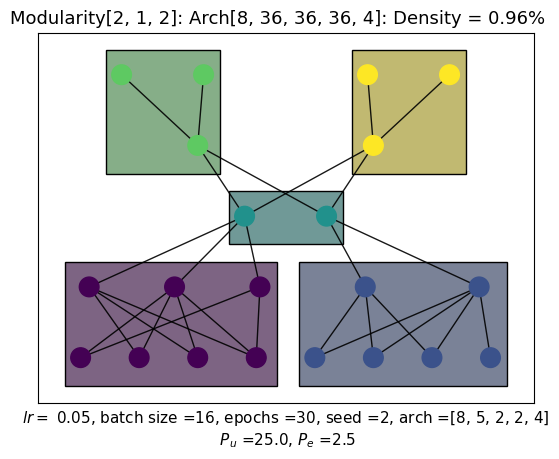 Modularity[2, 1, 2]: Arch[8, 36, 36, 36, 4]: Density = 0.96%
lr = 0.05, batch size =16, epochs =30, seed =2, arch =[8, 5, 2, 2, 4]
P_u =25.0, P_e =2.5